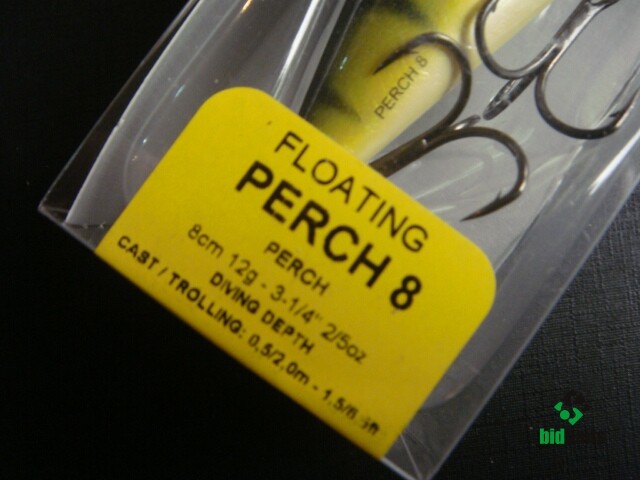 PERCH 8
FLOATING
PERCH 8
PERCH
8cm 12g - 3-1/4" 2/5oz
DIVING DEPTH
CAST / TROLLING: 0,5/2,0m - 1,5/6,5ft
bid